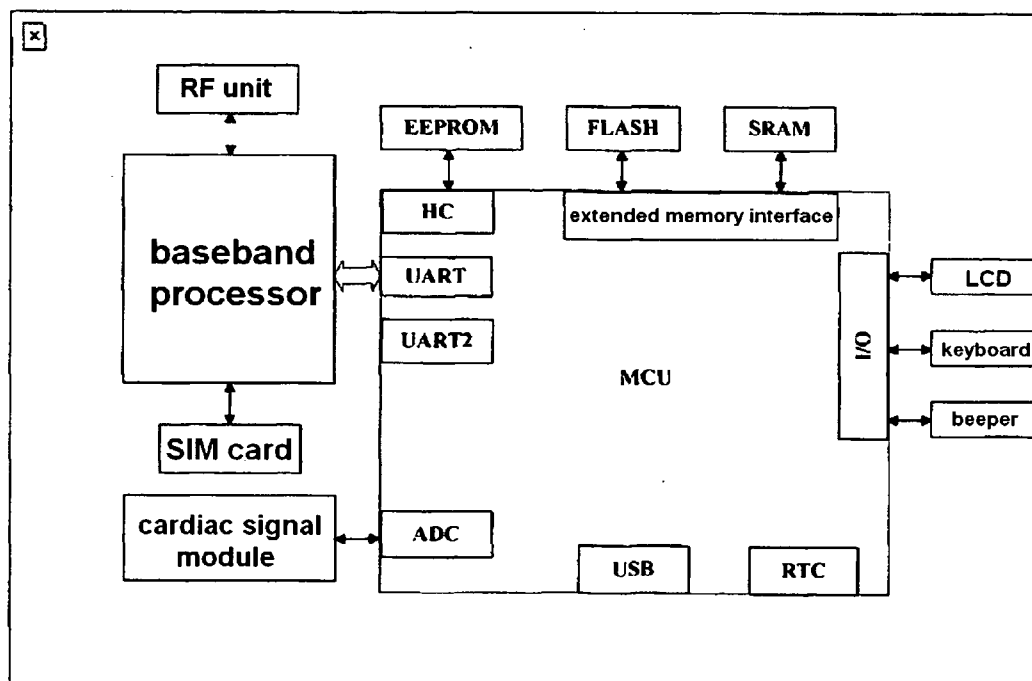 RF unit
EEPROM
FLASH
SRAM
HC
extended memory interface
baseband
processor
UART
UART2
MCU
I/O
LCD
keyboard
beeper
SIM card
cardiac signal
module
ADC
USB
RTC